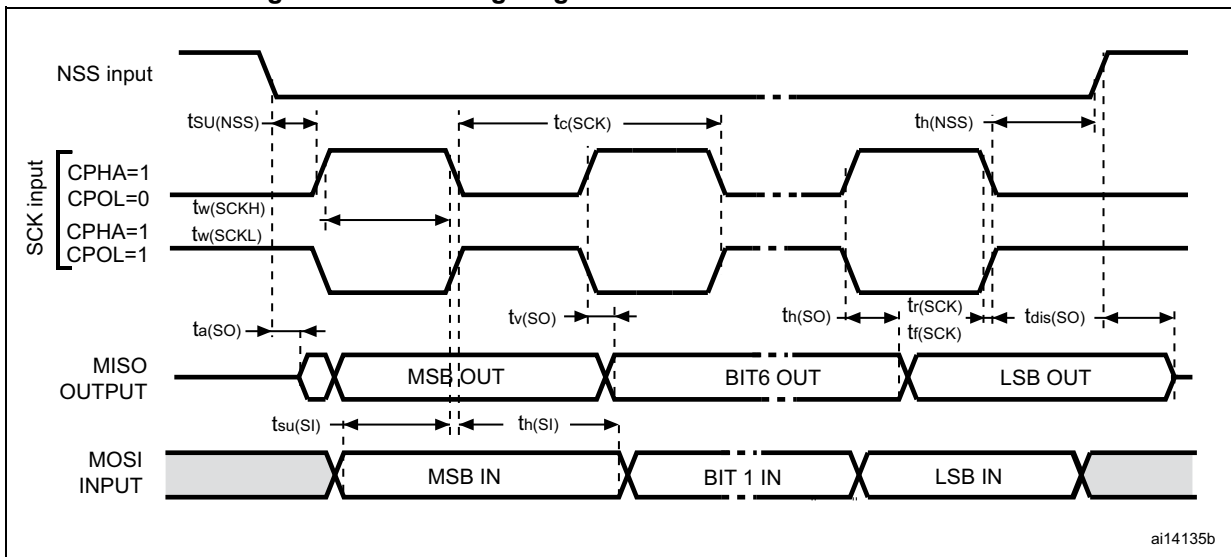 NSS input
tSU(NSS)
tc(SCK)
th(NSS)
SCK input
CPHA=1
CPOL=0
tw(SCKH)
CPHA=1
tw(SCKL)
CPOL=1
ta(SO)
tv(SO)
th(SO)
tr(SCK)
tf(SCK)
tdis(SO)
MISO
OUTPUT
MSB OUT
BIT6 OUT
LSB OUT
tsu(SI)
th(SI)
MOSI
INPUT
MSB IN
BIT 1 IN
LSB IN
ai14135b